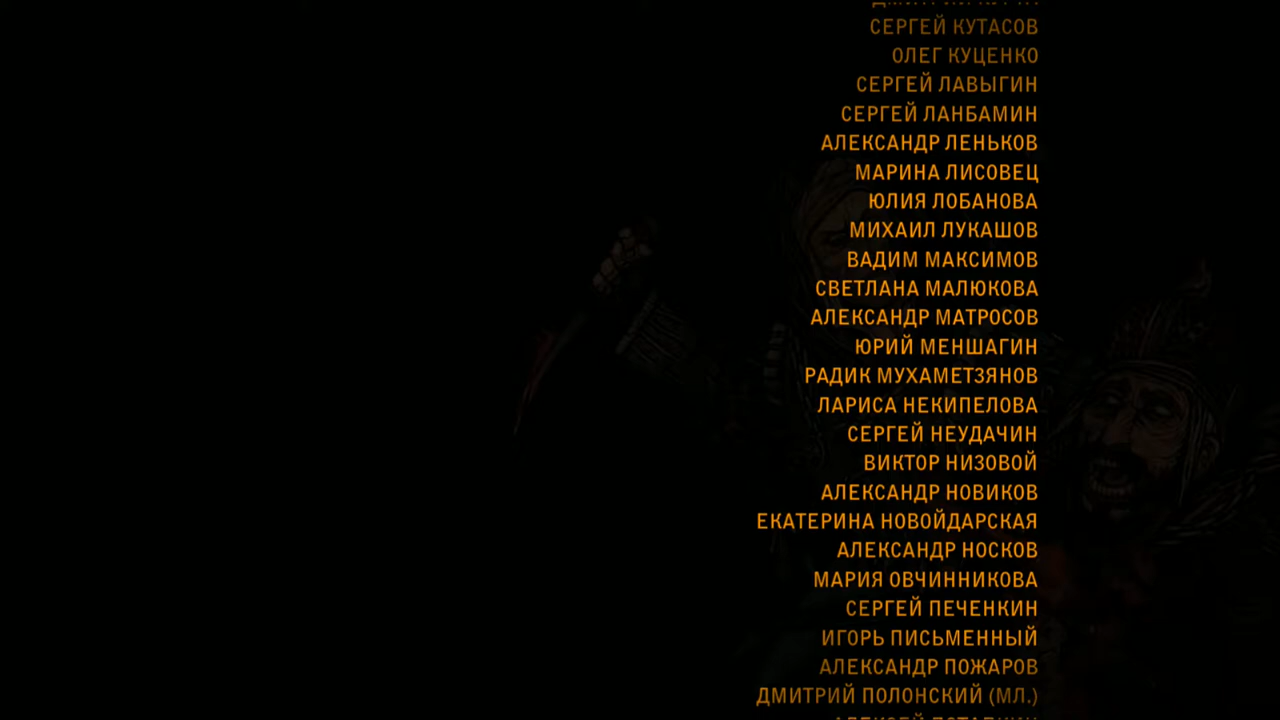 СЕРГЕЙ КУТАСОВ
ОЛЕГ КУЦЕНКО
СЕРГЕЙ ЛАВЫГИН
СЕРГЕЙ ЛАНБАМИН
АЛЕКСАНДР ЛЕНЬКОВ
МАРИНА ЛИСОВЕЦ
ЮЛИЯ ЛОБАНОВА
МИХАИЛ ЛУКАШОВ
ВАДИМ МАКСИМОВ
СВЕТЛАНА МАЛЮКОВА
АЛЕКСАНДР МАТРОСОВ
ЮРИЙ МЕНШАГИН
РАДИК МУХАМЕТЗЯНОВ
ЛАРИСА НЕКИПЕЛОВА
СЕРГЕЙ НЕУДАЧИН
ВИКТОР НИЗОВОЙ
АЛЕКСАНДР НОВИКОВ
ЕКАТЕРИНА НОВОЙДАРСКАЯ
АЛЕКСАНДР НОСКОВ
МАРИЯ ОВЧИННИКОВА
СЕРГЕЙ ПЕЧЕНКИН
ИГОРЬ ПИСЬМЕННЫЙ
АЛЕКСАНДР ПОЖАРОВ
ДМИТРИЙ ПОЛОНСКИЙ (МЛ.)